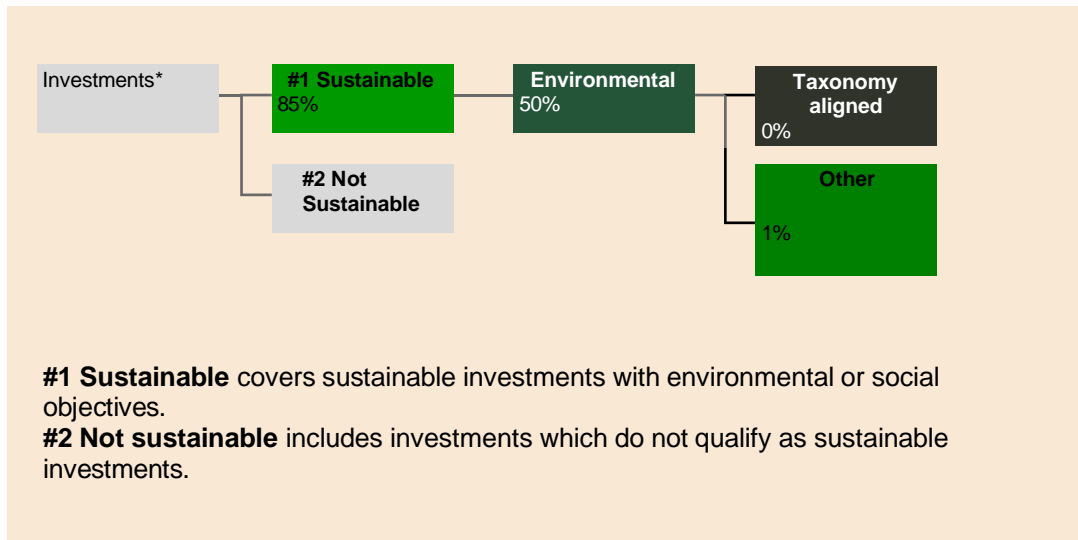 Investments*
#1 Sustainable
85%
Environmental
50%
Taxonomy
aligned
0%
#2 Not
Sustainable
Other
1%
#1 Sustainable covers sustainable investments with environmental or social
objectives.
#2 Not sustainable includes investments which do not qualify as sustainable
investments.